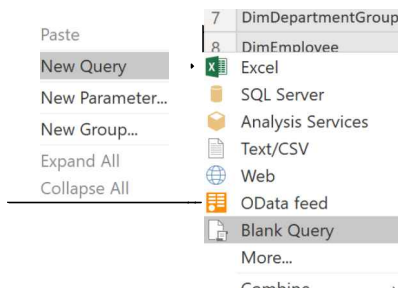 Paste
New Query
New Parameter...
New Group...
Expand All
Collapse All
7 DimDepartmentGroup
8 DimEmployee
Excel
SQL Server
Analysis Services
Text/CSV
Web
OData feed
Blank Query
More...
Combine